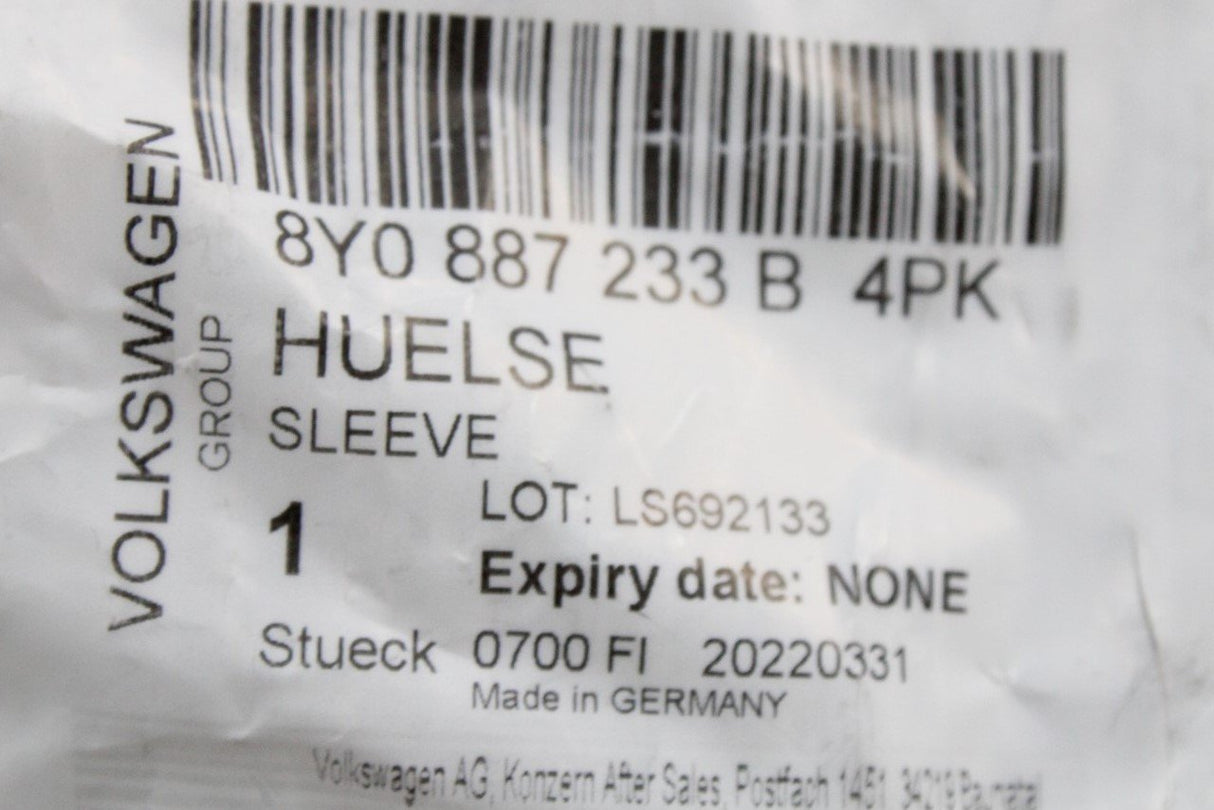 VOLKSWAGEN
GROUP
8Y0 887 233 B 4PK
HUELSE
SLEEVE
1
LOT: LS692133
Expiry date: NONE
Stueck 0700 FI 20220331
Made in GERMANY
Volkswagen AG, Konzern After Sales, Postfach 1451, 34219